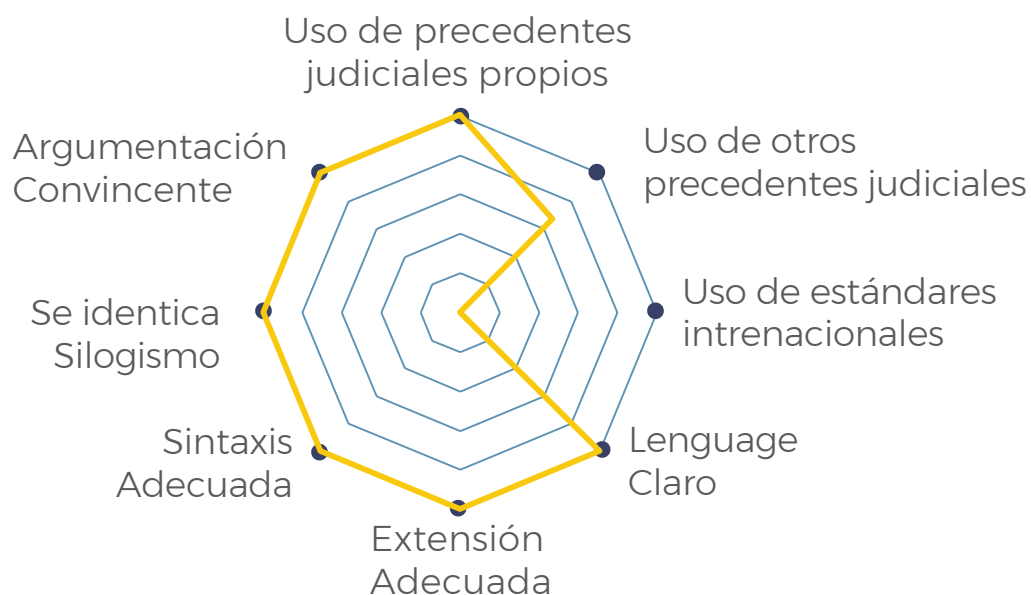 Uso de precedentes
judiciales propios
Uso de otros
precedentes judiciales
Uso de estándares
intrenacionales
Lenguage
Claro
Extensión
Adecuada
Sintaxis
Adecuada
Se identica
Silogismo
Argumentación
Convincente